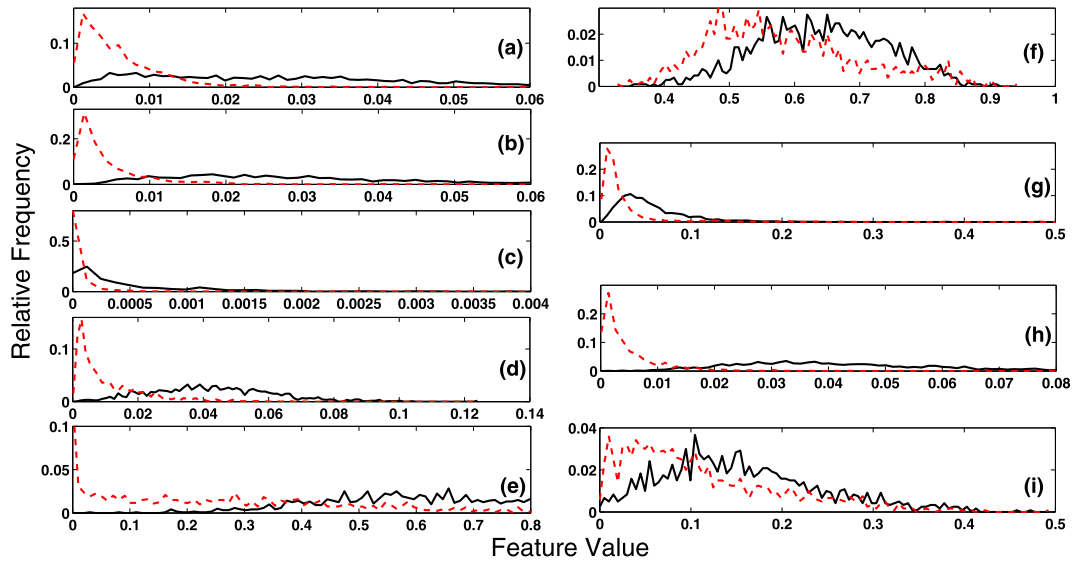 0.1
0
(a)
0 0.01 0.02 0.03 0.04 0.05 0.06
0.2
0
(b)
0 0.01 0.02 0.03 0.04 0.05 0.06
0.5
0
(c)
0 0.0005 0.001 0.0015 0.002 0.0025 0.003 0.0035 0.004
0.1
0
(d)
0 0.02 0.04 0.06 0.08 0.1 0.12 0.14
0.1
0.05
0
(e)
0 0.1 0.2 0.3 0.4 0.5 0.6 0.7 0.8
0.02
0.01
0
(f)
0.4 0.5 0.6 0.7 0.8 0.9 1
0.2
0.1
0
(g)
0 0.1 0.2 0.3 0.4 0.5
0.2
0.1
0
(h)
0 0.01 0.02 0.03 0.04 0.05 0.06 0.07 0.08
0.04
0.02
0
(i)
0 0.1 0.2 0.3 0.4 0.5
Relative Frequency
Feature Value